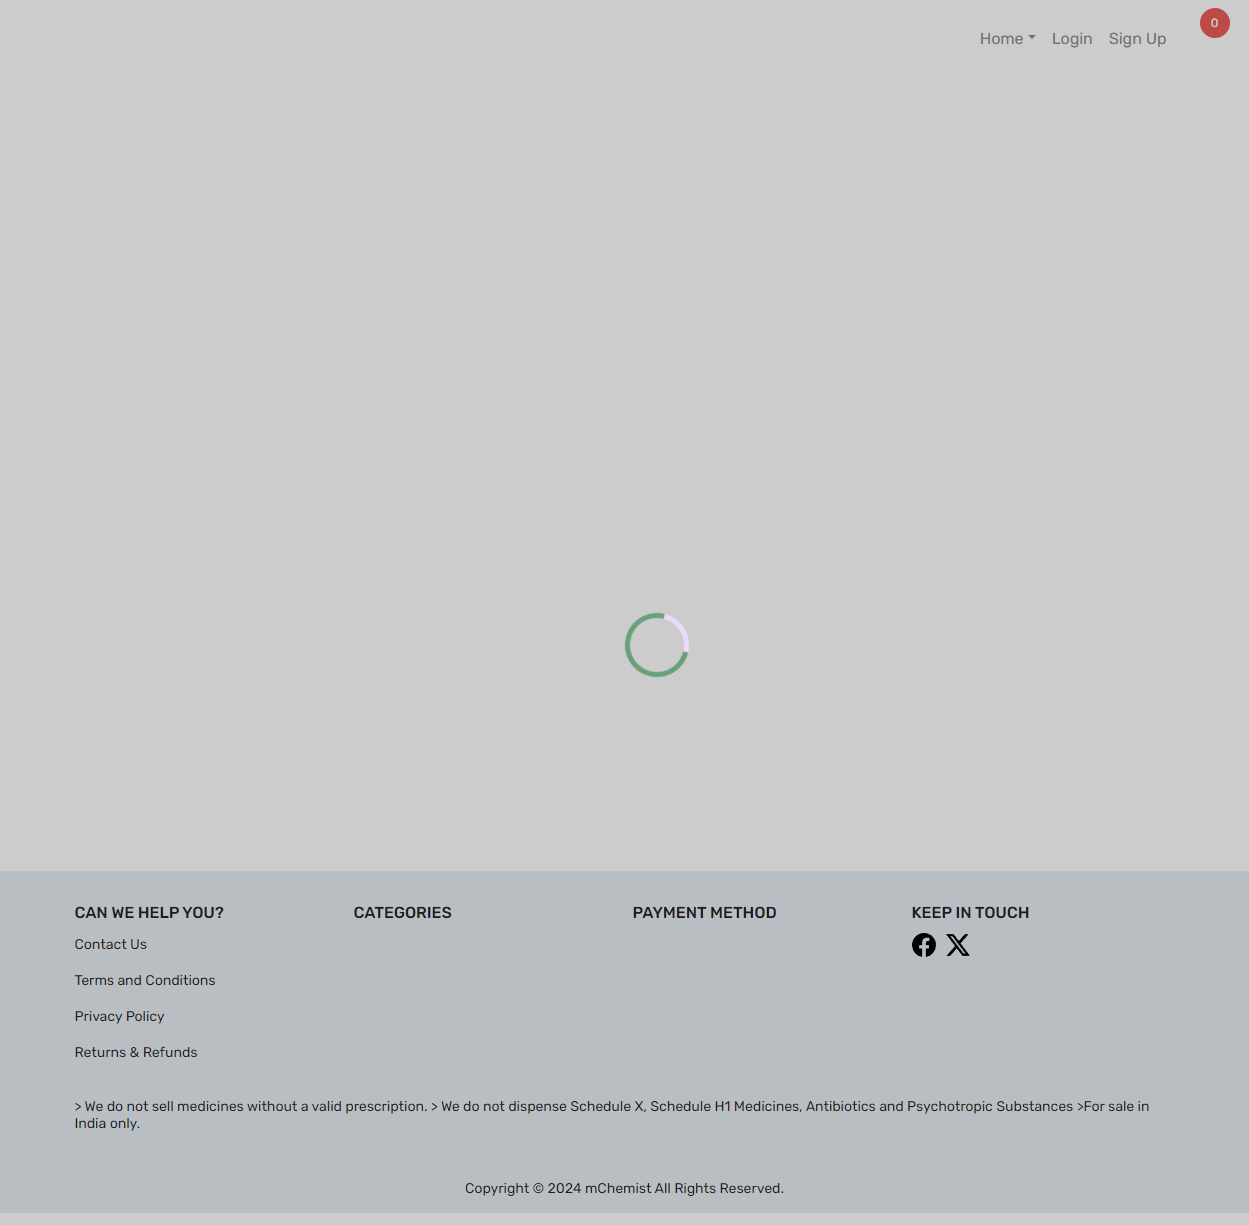 0
Home Login Sign Up
CAN WE HELP YOU?
Contact Us
Terms and Conditions
Privacy Policy
Returns & Refunds
CATEGORIES
PAYMENT METHOD
KEEP IN TOUCH
> We do not sell medicines without a valid prescription. > We do not dispense Schedule X, Schedule H1 Medicines, Antibiotics and Psychotropic Substances >For sale in
India only.
Copyright © 2024 mChemist All Rights Reserved.